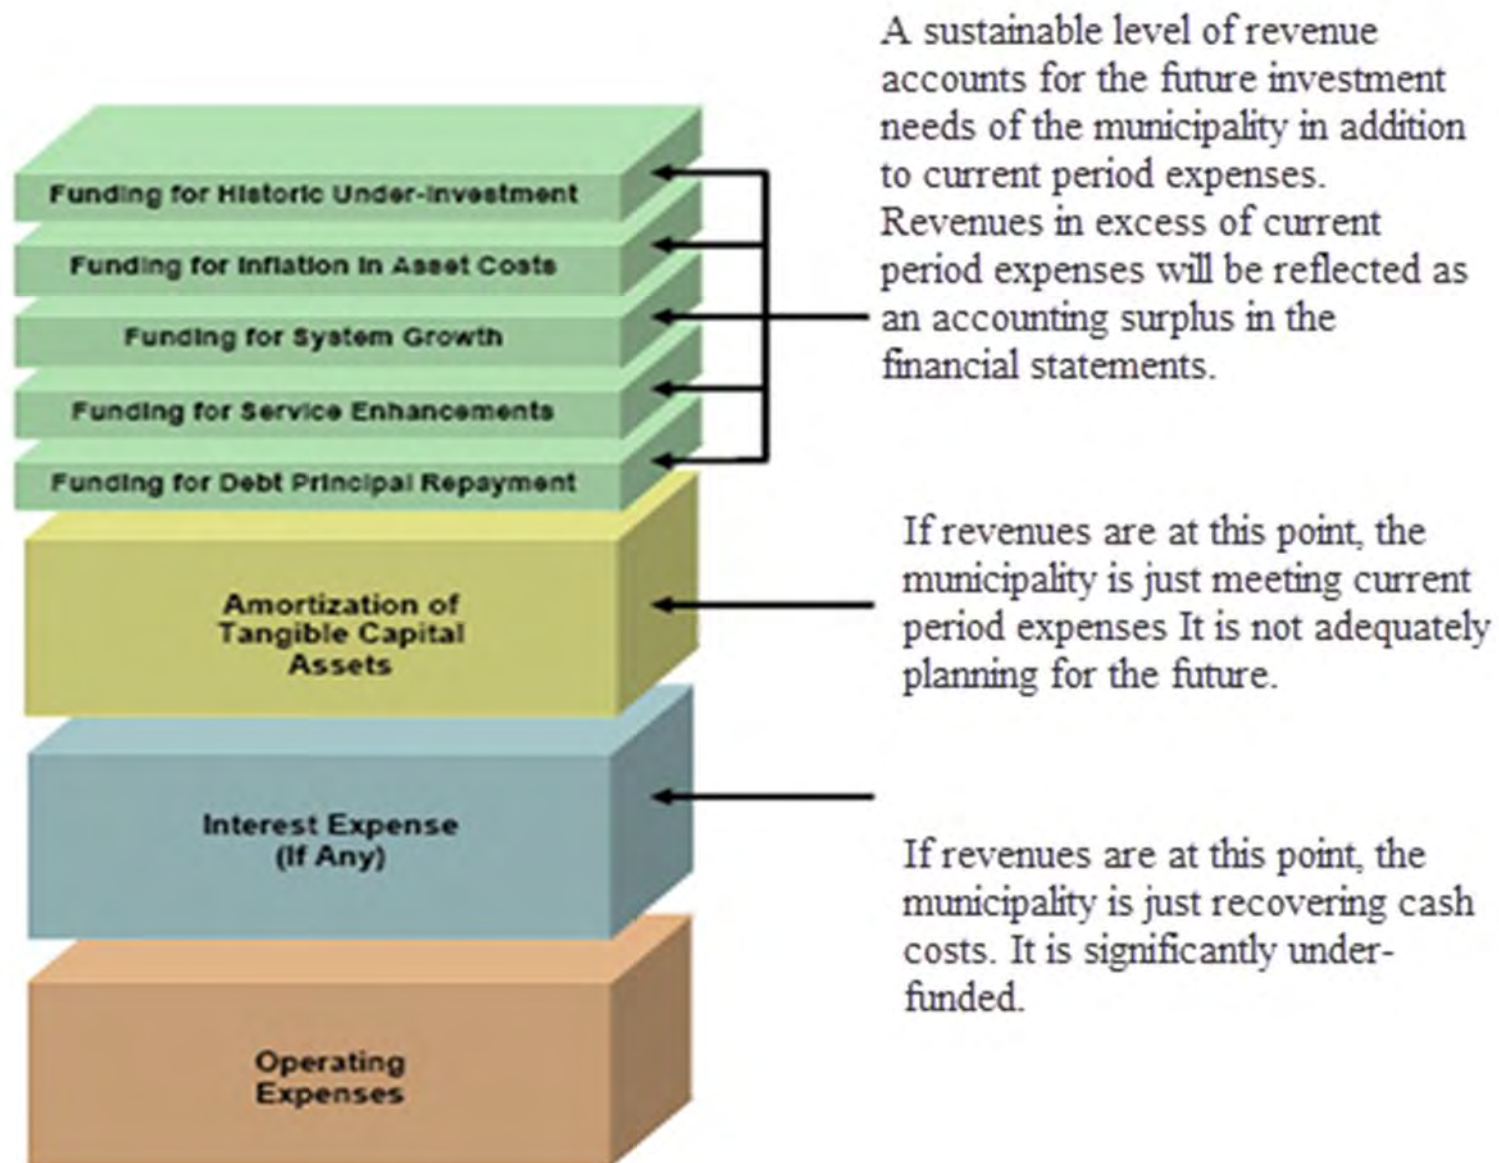 A sustainable level of revenue
accounts for the future investment
needs of the municipality in addition
to current period expenses.
Revenues in excess of current
period expenses will be reflected as
an accounting surplus in the
financial statements.
Funding for Historic Under-Investment
Funding for Inflation in Asset Costs
Funding for System Growth
Funding for Service Enhancements
Funding for Debt Principal Repayment
If revenues are at this point, the
municipality is just meeting current
period expenses It is not adequately
planning for the future.
Amortization of
Tangible Capital
Assets
Interest Expense
(If Any)
If revenues are at this point, the
municipality is just recovering cash
costs. It is significantly under-
funded.
Operating
Expenses